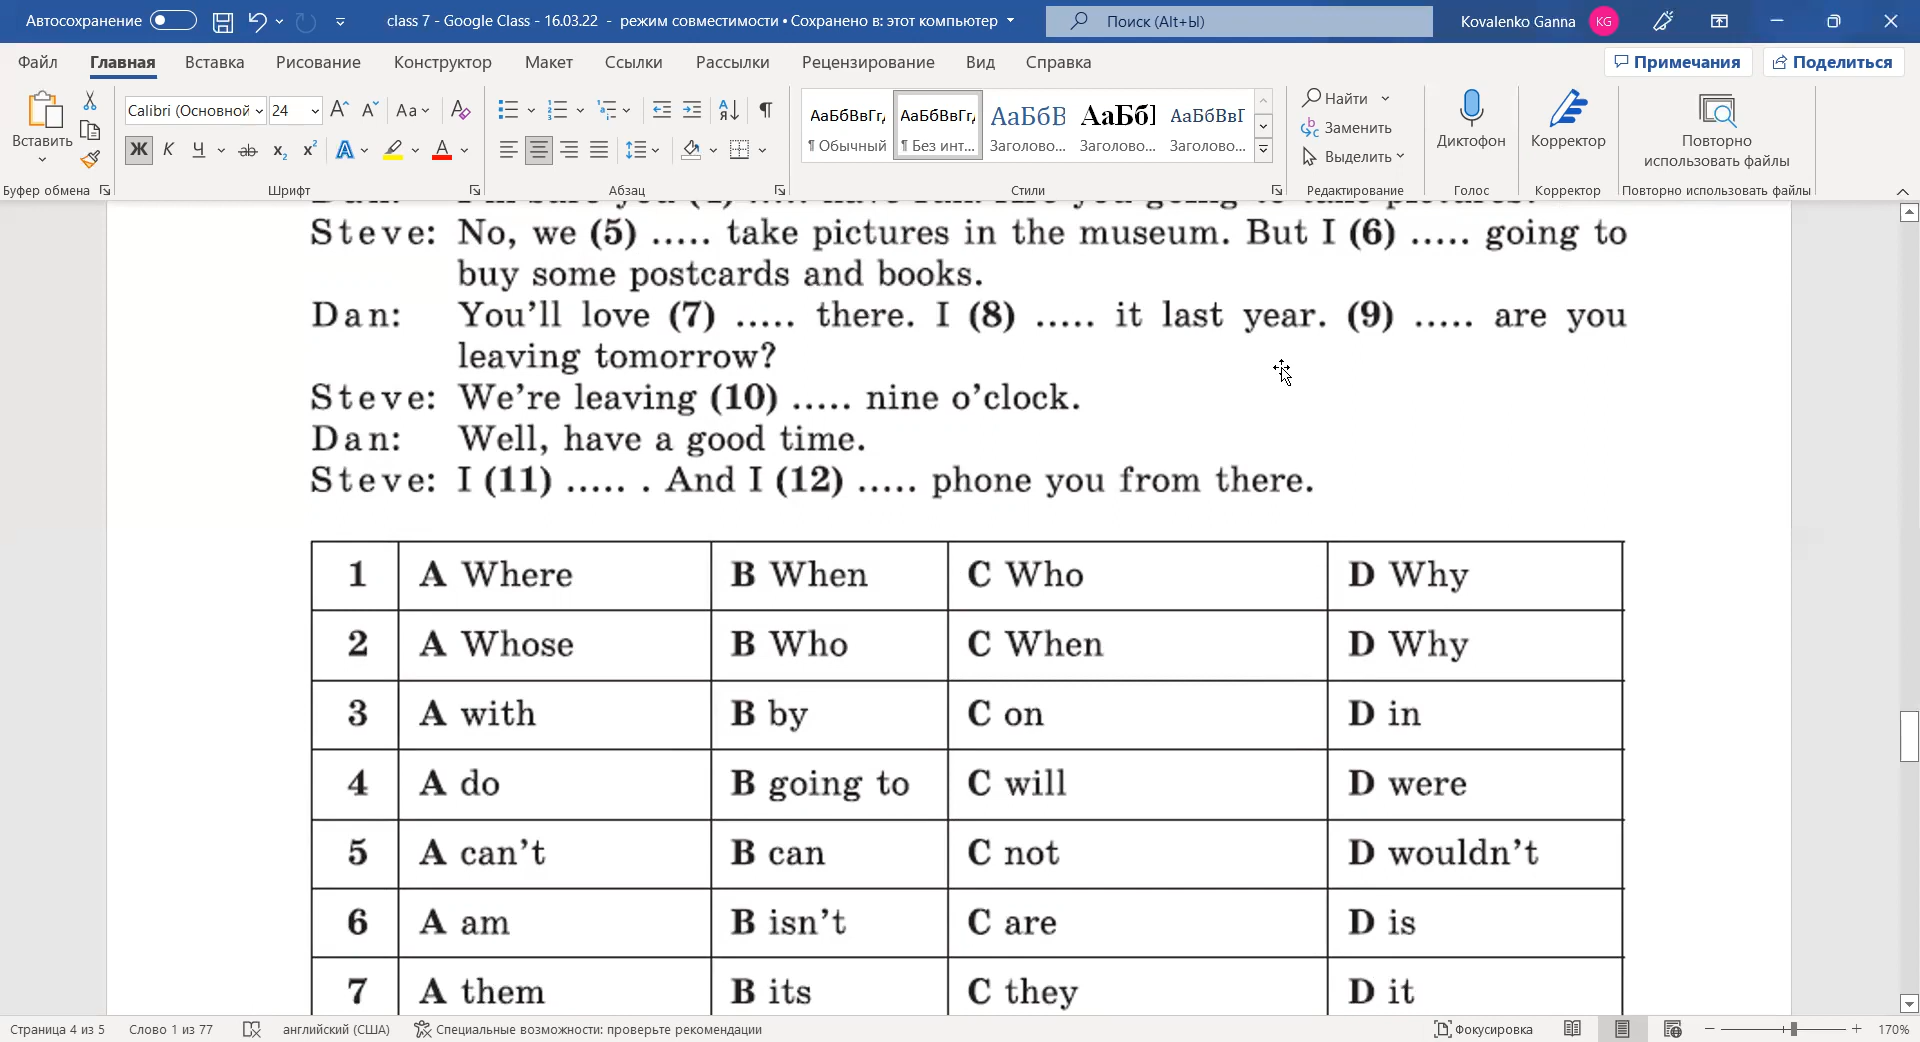 Автосохранение class 7 - Google Class - 16.03.22 - режим совместимости • Сохранено в: этот компьютер Поиск (Alt+Ы) Kovalenko Ganna KG
Файл Главная Вставка Рисование Конструктор Макет Ссылки Рассылки Рецензирование Вид Справка Примечания Поделиться
Вставить
Calibri (Основной 24 Аа
Ж К Ч ab x₂ x² A A
АаБбВвГг, АаБбВвГг, АаБбВ АаБб] АаБбВвІ
¶ Обычный ¶ Без инт... Заголово... Заголово... Заголово...
Найти
Заменить
Выделить
Диктофон
Корректор
Повторно
использовать файлы
Буфер обмена Шрифт Абзац Стили Редактирование Голос Корректор Повторно использовать файлы
Steve: No, we (5) ..... take pictures in the museum. But I (6) ..... going to
buy some postcards and books.
Dan: You'll love (7) ..... there. I (8) ..... it last year. (9) ..... are you
leaving tomorrow?
Steve: We're leaving (10) ..... nine o'clock.
Dan: Well, have a good time.
Steve: I (11) ..... . And I (12) ..... phone you from there.
1 A Where B When C Who D Why
2 A Whose B Who C When D Why
3 A with B by C on D in
4 A do B going to C will D were
5 A can't B can C not D wouldn't
6 A am B isn't C are D is
7 A them B its C they D it
Страница 4 из 5 Слово 1 из 77 английский (США) Специальные возможности: проверьте рекомендации Фокусировка 170%